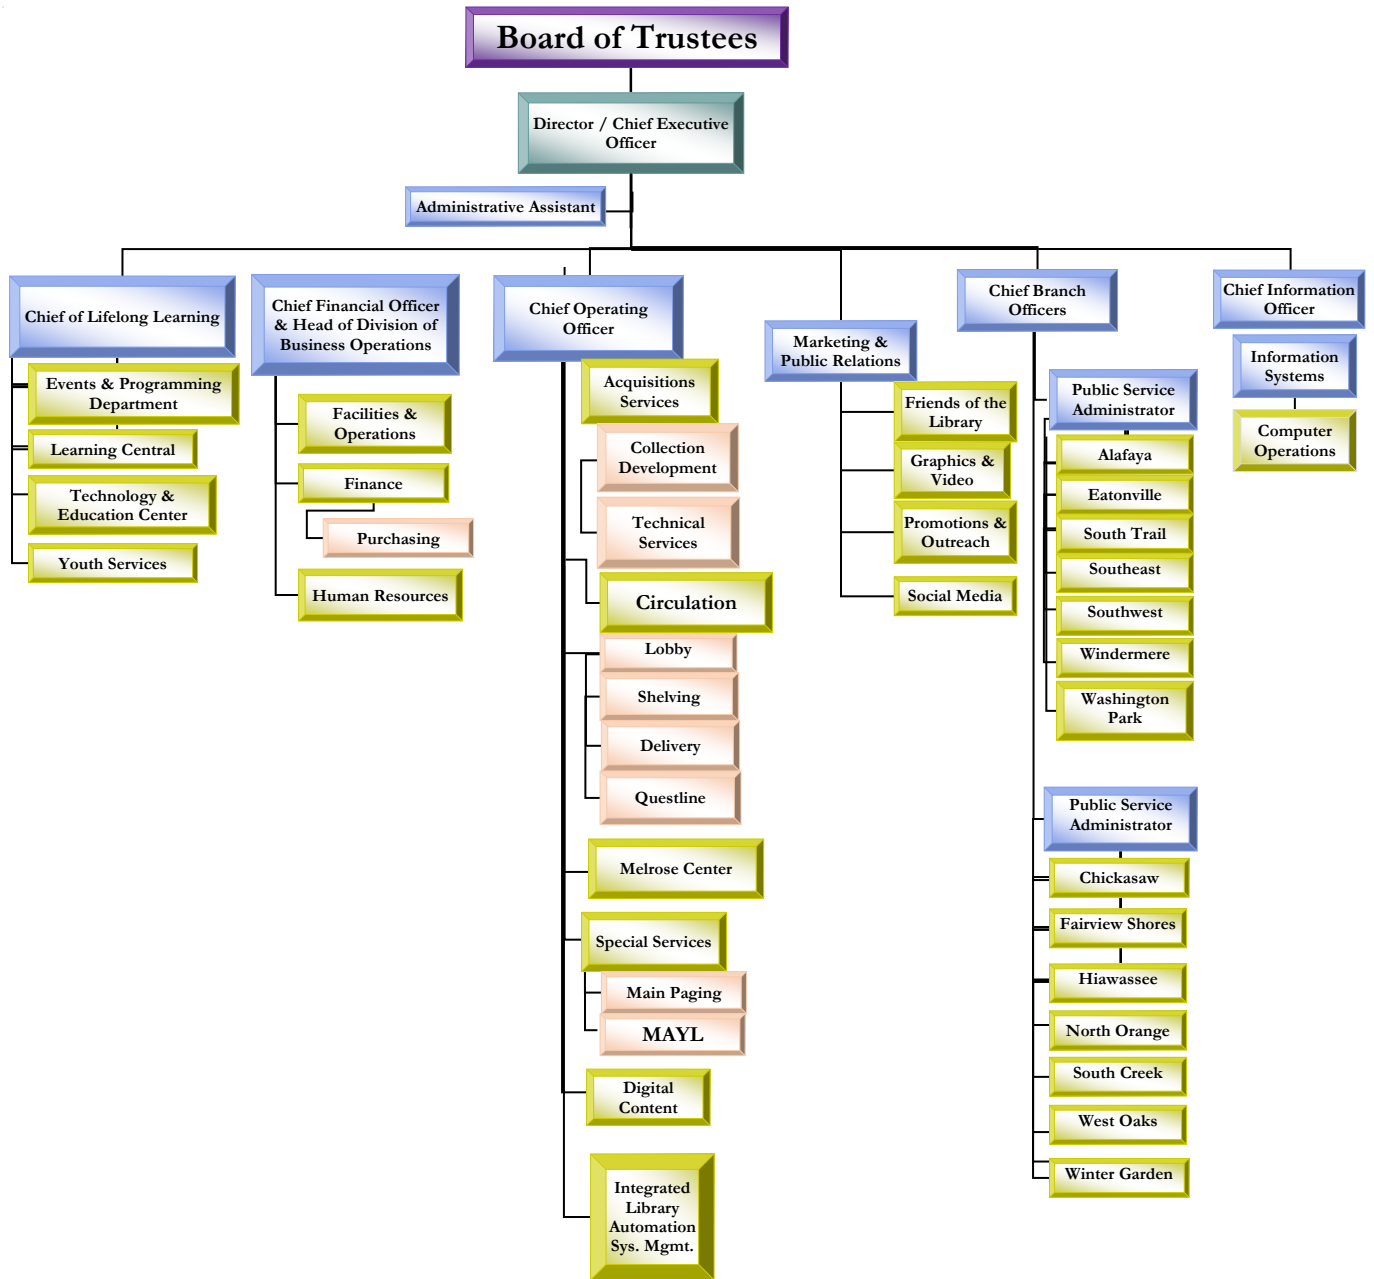 Board of Trustees
Director / Chief Executive
Officer
Administrative Assistant
Chief of Lifelong Learning
Events & Programming
Department
Learning Central
Technology &
Education Center
Youth Services
Chief Financial Officer
& Head of Division of
Business Operations
Facilities &
Operations
Finance
Purchasing
Human Resources
Chief Operating
Officer
Acquisitions
Services
Collection
Development
Technical
Services
Circulation
Lobby
Shelving
Delivery
Questline
Melrose Center
Special Services
Main Paging
MAYL
Digital
Content
Integrated
Library
Automation
Sys. Mgmt.
Marketing &
Public Relations
Friends of the
Library
Graphics &
Video
Promotions &
Outreach
Social Media
Chief Branch
Officers
Public Service
Administrator
Alafaya
Eatonville
South Trail
Southeast
Southwest
Windermere
Washington
Park
Public Service
Administrator
Chickasaw
Fairview Shores
Hiawassee
North Orange
South Creek
West Oaks
Winter Garden
Chief Information
Officer
Information
Systems
Computer
Operations